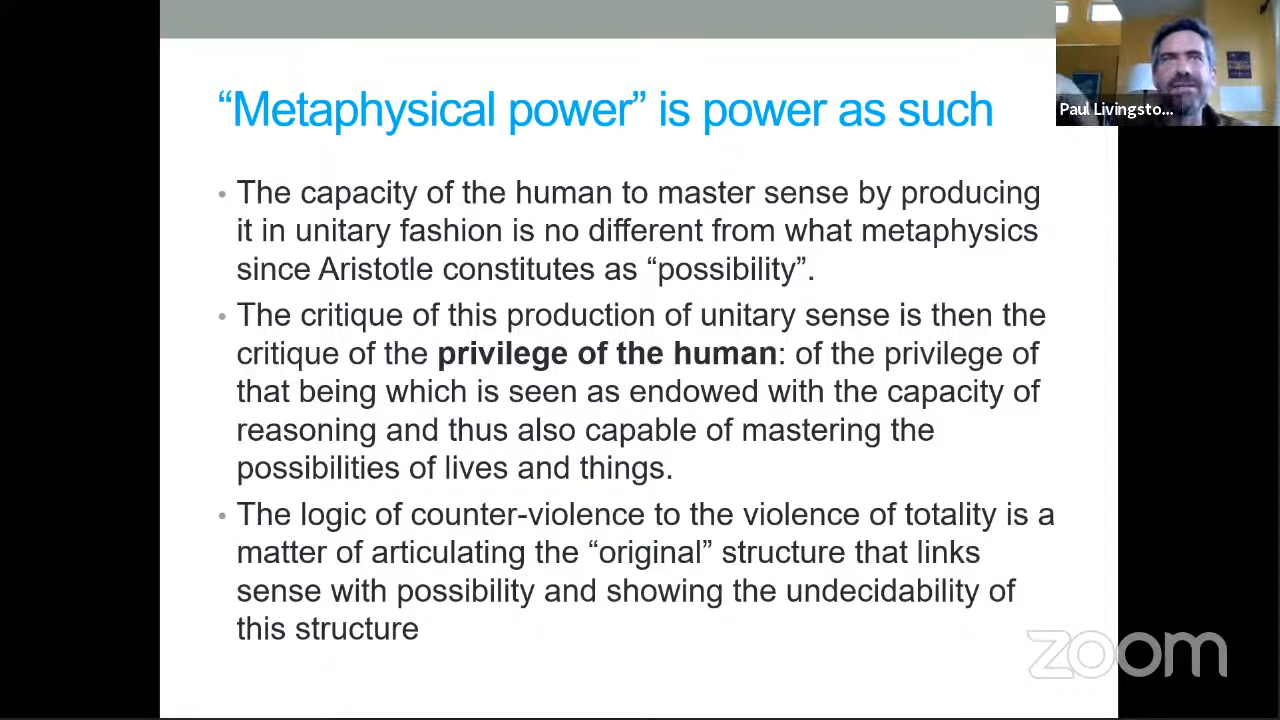 “Metaphysical power” is power as such
Paul Livingsto...
• The capacity of the human to master sense by producing
it in unitary fashion is no different from what metaphysics
since Aristotle constitutes as “possibility”.
• The critique of this production of unitary sense is then the
critique of the privilege of the human: of the privilege of
that being which is seen as endowed with the capacity of
reasoning and thus also capable of mastering the
possibilities of lives and things.
• The logic of counter-violence to the violence of totality is a
matter of articulating the “original” structure that links
sense with possibility and showing the undecidability of
this structure
zoom